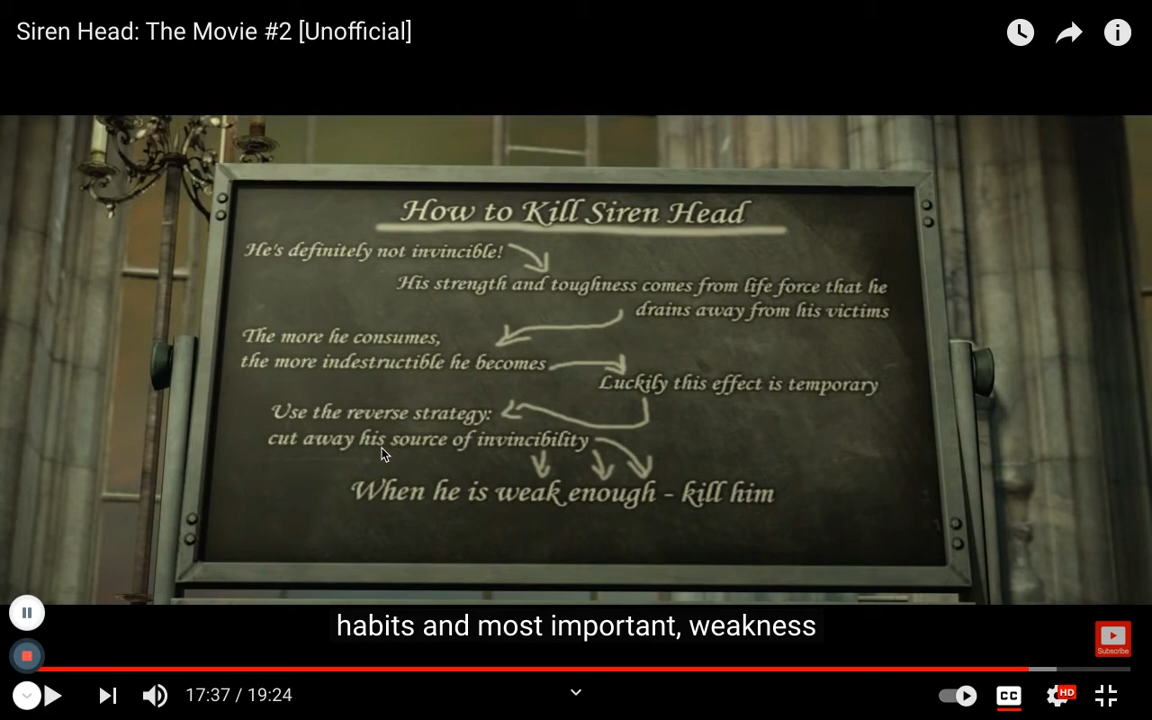 Siren Head: The Movie #2 [Unofficial]
How to Kill Siren Head
He's definitely not invincible!
His strength and toughness comes from life force that he
drains away from his victims
The more he consumes,
the more indestructible he becomes
Luckily this effect is temporary
Use the reverse strategy:
cut away his source of invincibility
When he is weak enough - kill him
habits and most important, weakness
Subscribe
17:37 / 19:24
CC
HD